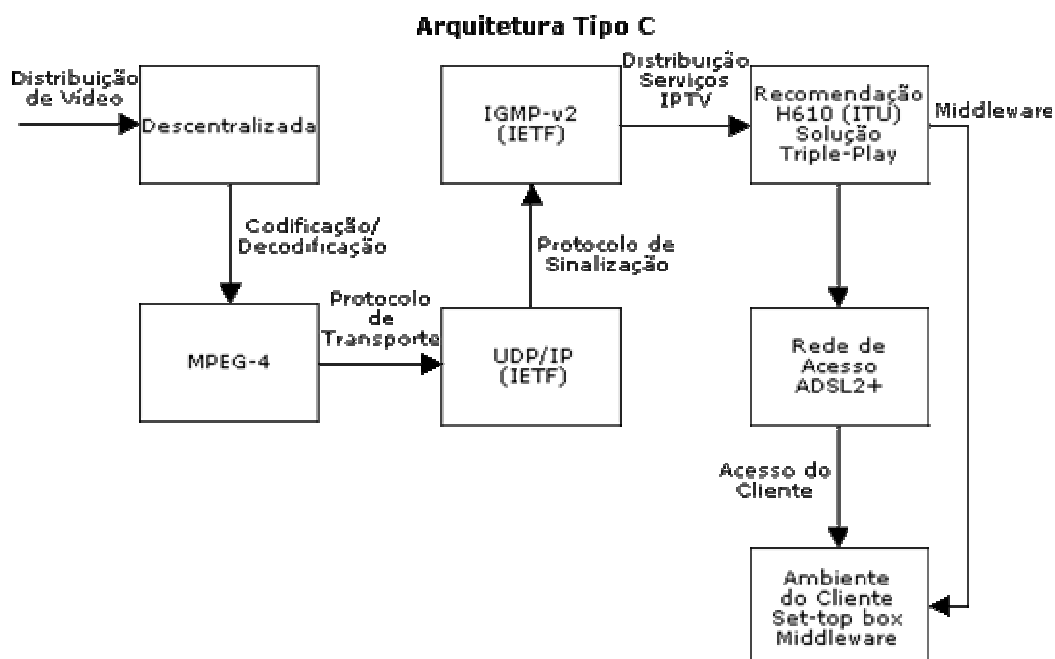 Arquitetura Tipo C
Distribuição
de Vídeo
Descentralizada
Codificação/
Decodificação
MPEG-4
Protocolo
de
Transporte
UDP/IP
(IETF)
Protocolo de
Sinalização
IGMP-v2
(IETF)
Distribuição
Serviços
IPTV
Recomendação
H610 (ITU)
Solução
Triple-Play
Middleware
Rede de
Acesso
ADSL2+
Acesso do
Cliente
Ambiente
do Cliente
Set-top box
Middleware